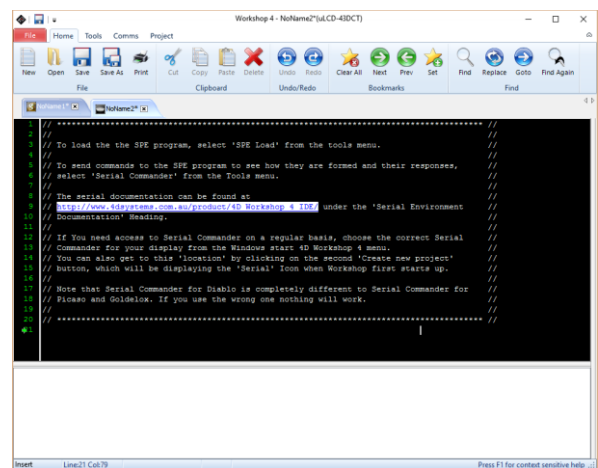 Workshop 4 - NoName2*(uLCD-43DCT)
File Home Tools Comms Project
New Open Save Save As Print Cut Copy Paste Delete Undo Redo Clear All Next Prev Set Find Replace Goto Find Again
File Clipboard Undo/Redo Bookmarks Find
NoName1* NoName2*
1 // ***************************************************************************************** //
2 // //
3 // To load the the SPE program, select 'SPE Load' from the tools menu. //
4 // //
5 // To send commands to the SPE program to see how they are formed and their responses, //
6 // select 'Serial Commander' from the Tools menu. //
7 // //
8 // The serial documentation can be found at //
9 // http://www.4dsystems.com.au/product/4D Workshop 4 IDE/ under the 'Serial Environment //
10 // Documentation' Heading. //
11 // //
12 // If You need access to Serial Commander on a regular basis, choose the correct Serial //
13 // Commander for your display from the Windows start 4D Workshop 4 menu. //
14 // You can also get to this 'location' by clicking on the second 'Create new project' //
15 // button, which will be displaying the 'Serial' Icon when Workshop first starts up. //
16 // //
17 // Note that Serial Commander for Diablo is completely different to Serial Commander for //
18 // Picaso and Goldelox. If you use the wrong one nothing will work. //
19 // //
20 // ***************************************************************************************** //
21
Insert Line:21 Col:79 Press F1 for context sensitive help